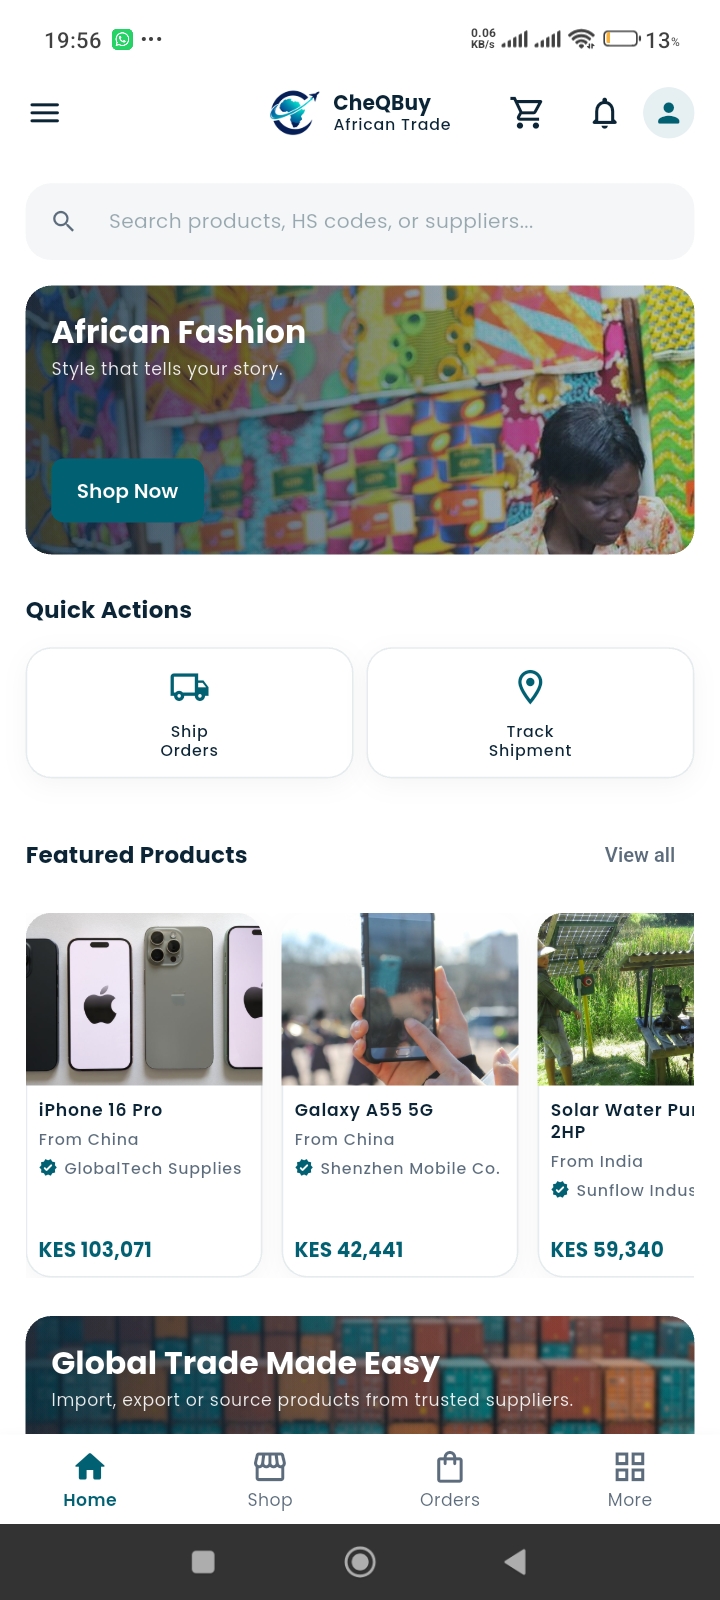 19:56
0.06
KB/s
13%
CheQBuy
African Trade
Search products, HS codes, or suppliers...
African Fashion
Style that tells your story.
Shop Now
Quick Actions
Ship
Orders
Track
Shipment
Featured Products
View all
iPhone 16 Pro
From China
GlobalTech Supplies
KES 103,071
Galaxy A55 5G
From China
Shenzhen Mobile Co.
KES 42,441
Solar Water Pu
2HP
From India
Sunflow Indus
KES 59,340
Global Trade Made Easy
Import, export or source products from trusted suppliers.
Home
Shop
Orders
More